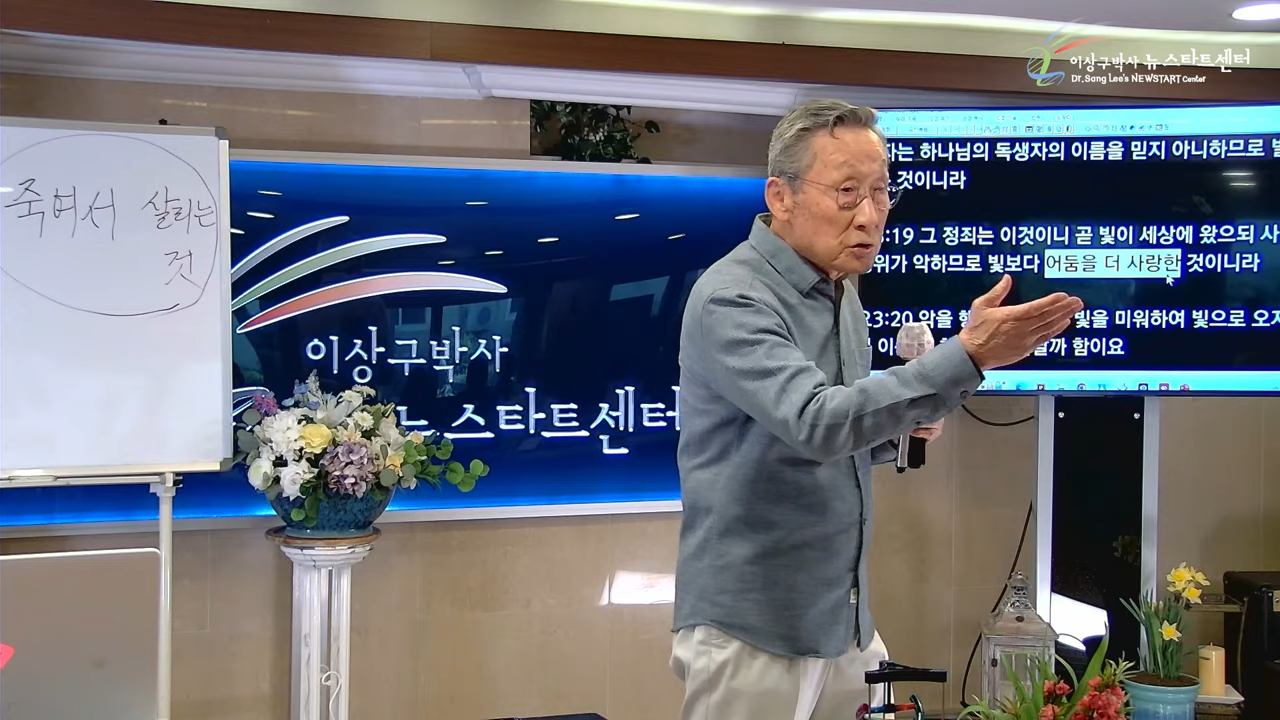 이상구박사 뉴스타트센터
Dr. Sang Lee's NEWSTART Center
죽여서 살리는
것
이상구박사
뉴스타트센터
자는 하나님의 독생자의 이름을 믿지 아니하므로
것이니라
:19 그 정죄는 이것이니 곧 빛이 세상에 왔으되
위가 악하므로 빛보다 어둠을 더 사랑한 것이니라
23:20 악을 빛을 미워하여 빛으로
함이요